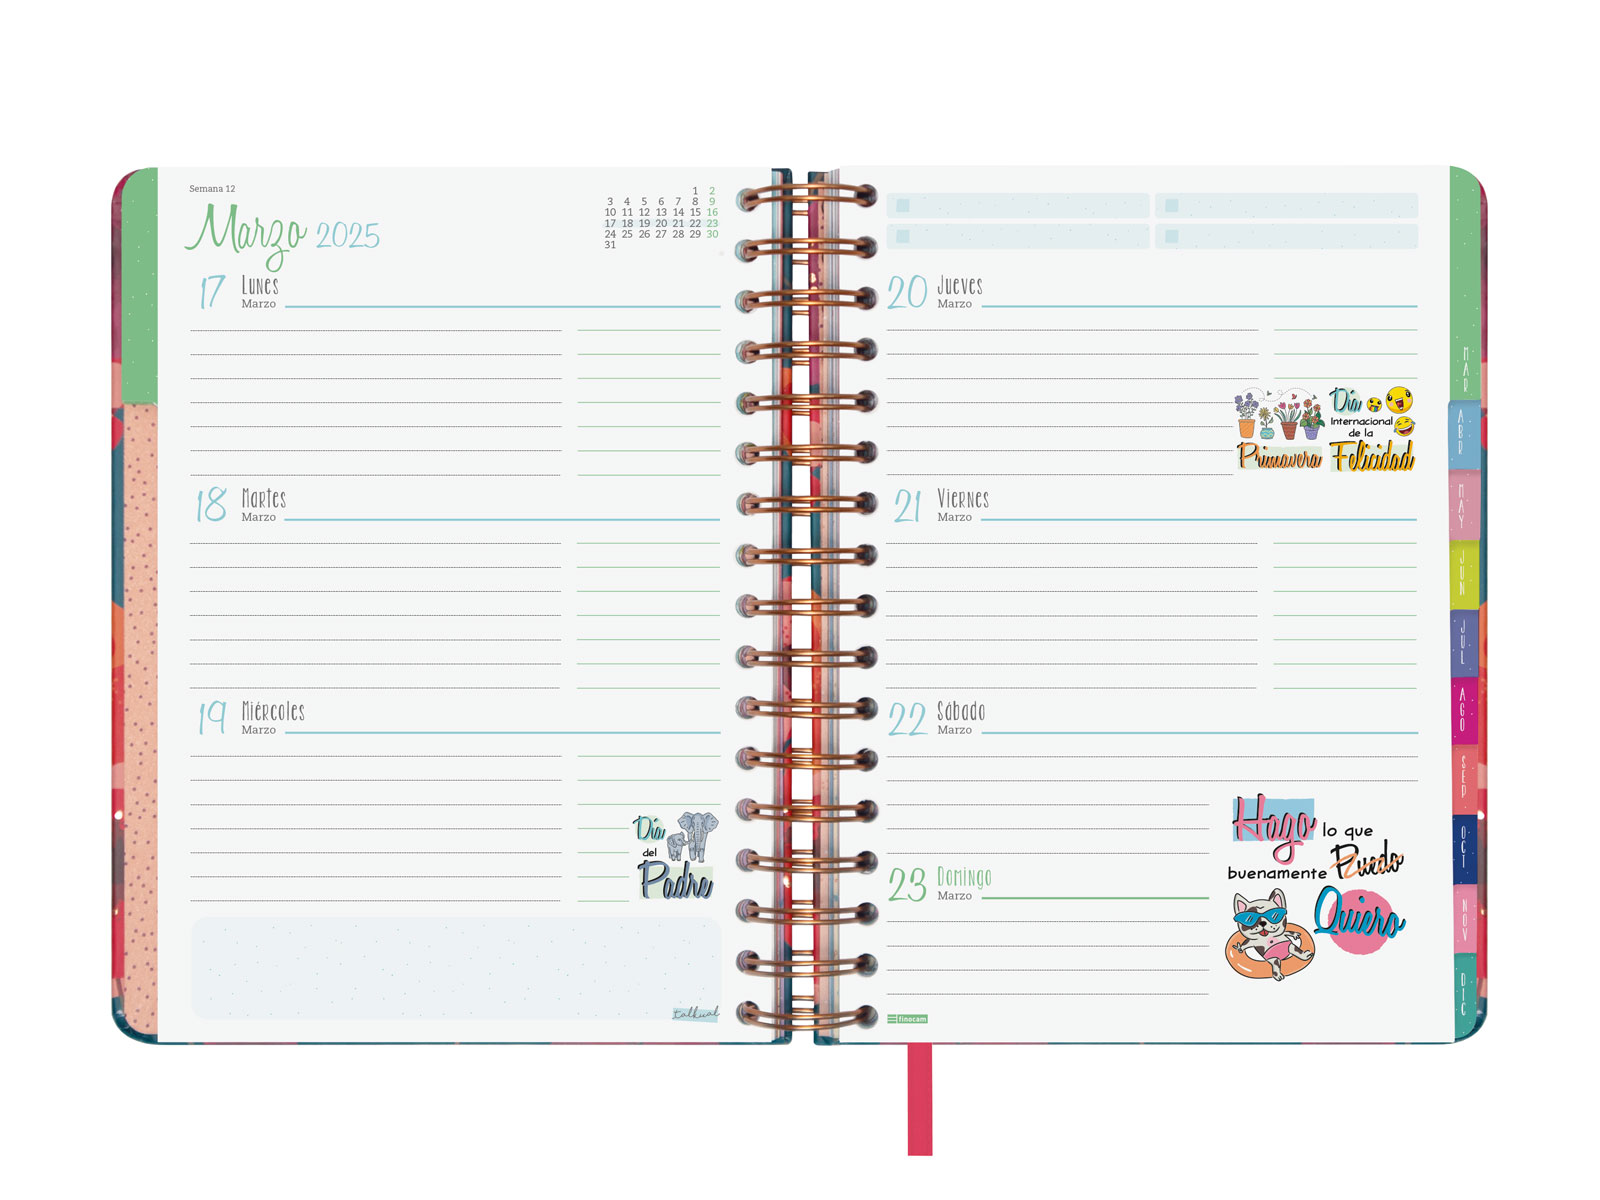 Semana 12
Marzo 2025
1 2
3 4 5 6 7 8 9
10 11 12 13 14 15 16
17 18 19 20 21 22 23
24 25 26 27 28 29 30
31
17 Lunes
Marzo
18 Martes
Marzo
19 Miércoles
Marzo
Día
del
Padre
talkual
20 Jueves
Marzo
Primavera
Día
Internacional
de la
Felicidad
21 Viernes
Marzo
22 Sábado
Marzo
Hago lo que
buenamente Puedo
Quiero
23 Domingo
Marzo
finocam
MAR
ABR
MAY
JUN
JUL
AGO
SEP
OCT
NOV
DIC